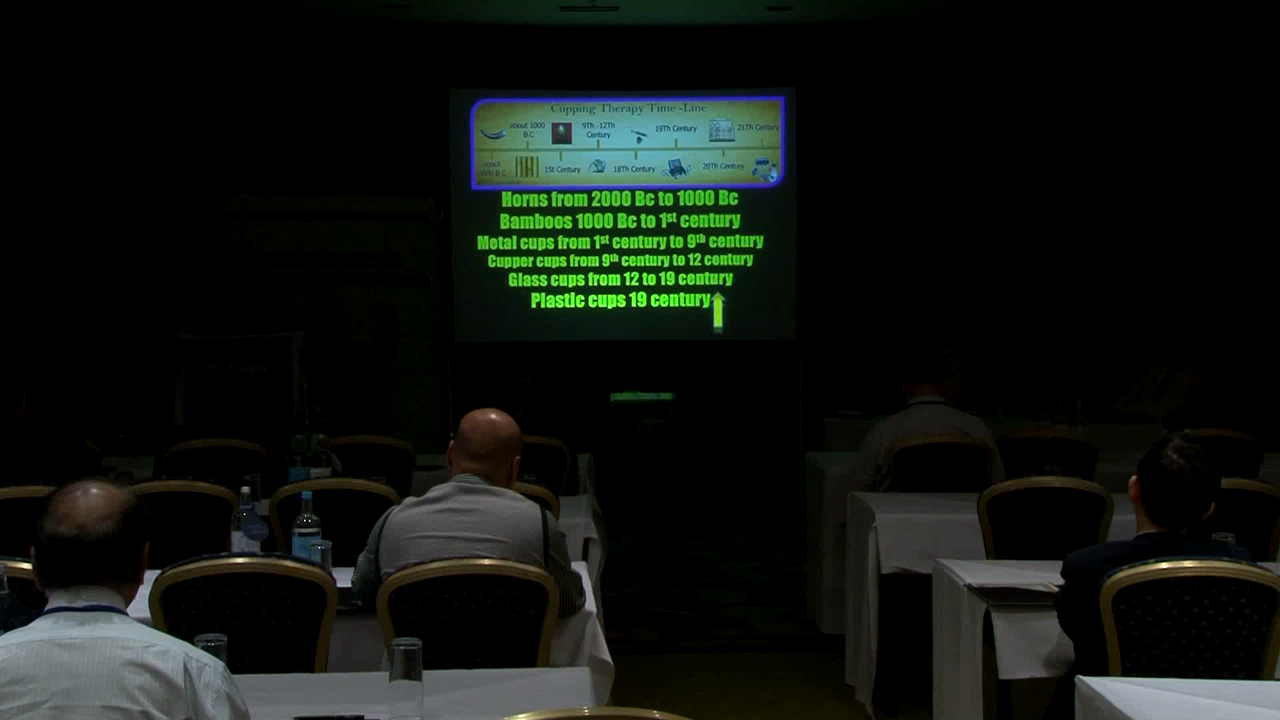 Cupping Therapy Time -Line
about 1000 B.C
9Th -12Th Century
19Th Century
21Th Century
about
B.C
1St Century
18Th Century
20Th Century
Horns from 2000 Bc to 1000 Bc
Bamboos 1000 Bc to 1st century
Metal cups from 1st century to 9th century
Cupper cups from 9th century to 12 century
Glass cups from 12 to 19 century
Plastic cups 19 century